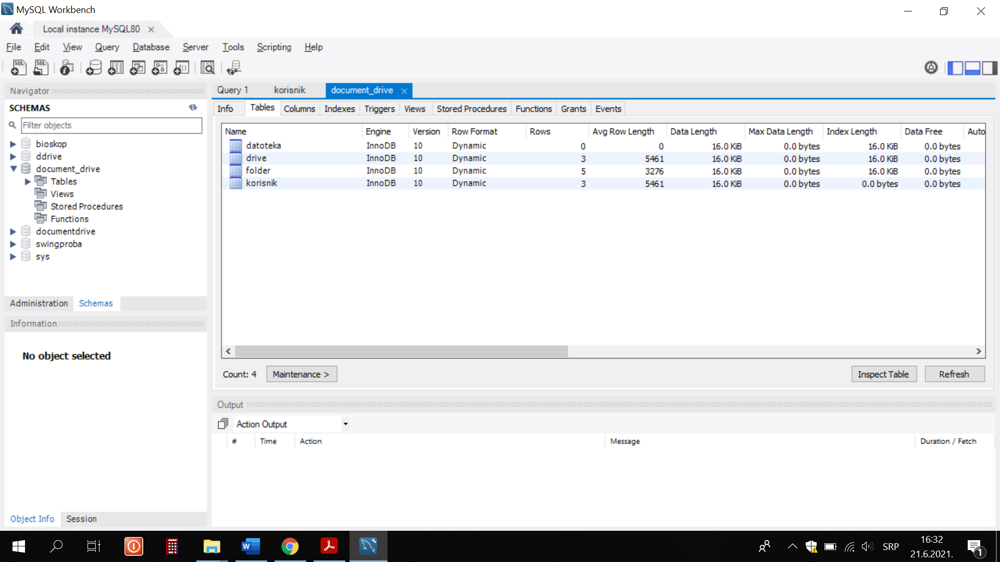 MySQL Workbench
Local instance MySQL80
File Edit View Query Database Server Tools Scripting Help
Navigator
SCHEMAS
Filter objects
bioskop
ddrive
document_drive
Tables
Views
Stored Procedures
Functions
documentdrive
swingproba
sys
Administration Schemas
Information
No object selected
Object Info Session
Query 1 korisnik document_drive
Info Tables Columns Indexes Triggers Views Stored Procedures Functions Grants Events
Name Engine Version Row Format Rows Avg Row Length Data Length Max Data Length Index Length Data Free Auto
datoteka InnoDB 10 Dynamic 0 0 16.0 KiB 0.0 bytes 16.0 KiB 0.0 bytes
drive InnoDB 10 Dynamic 3 5461 16.0 KiB 0.0 bytes 16.0 KiB 0.0 bytes
folder InnoDB 10 Dynamic 5 3276 16.0 KiB 0.0 bytes 16.0 KiB 0.0 bytes
korisnik InnoDB 10 Dynamic 3 5461 16.0 KiB 0.0 bytes 0.0 bytes 0.0 bytes
Count: 4 Maintenance > Inspect Table Refresh
Output
Action Output
# Time Action Message Duration / Fetch
SRP
16:32
21.6.2021.
1